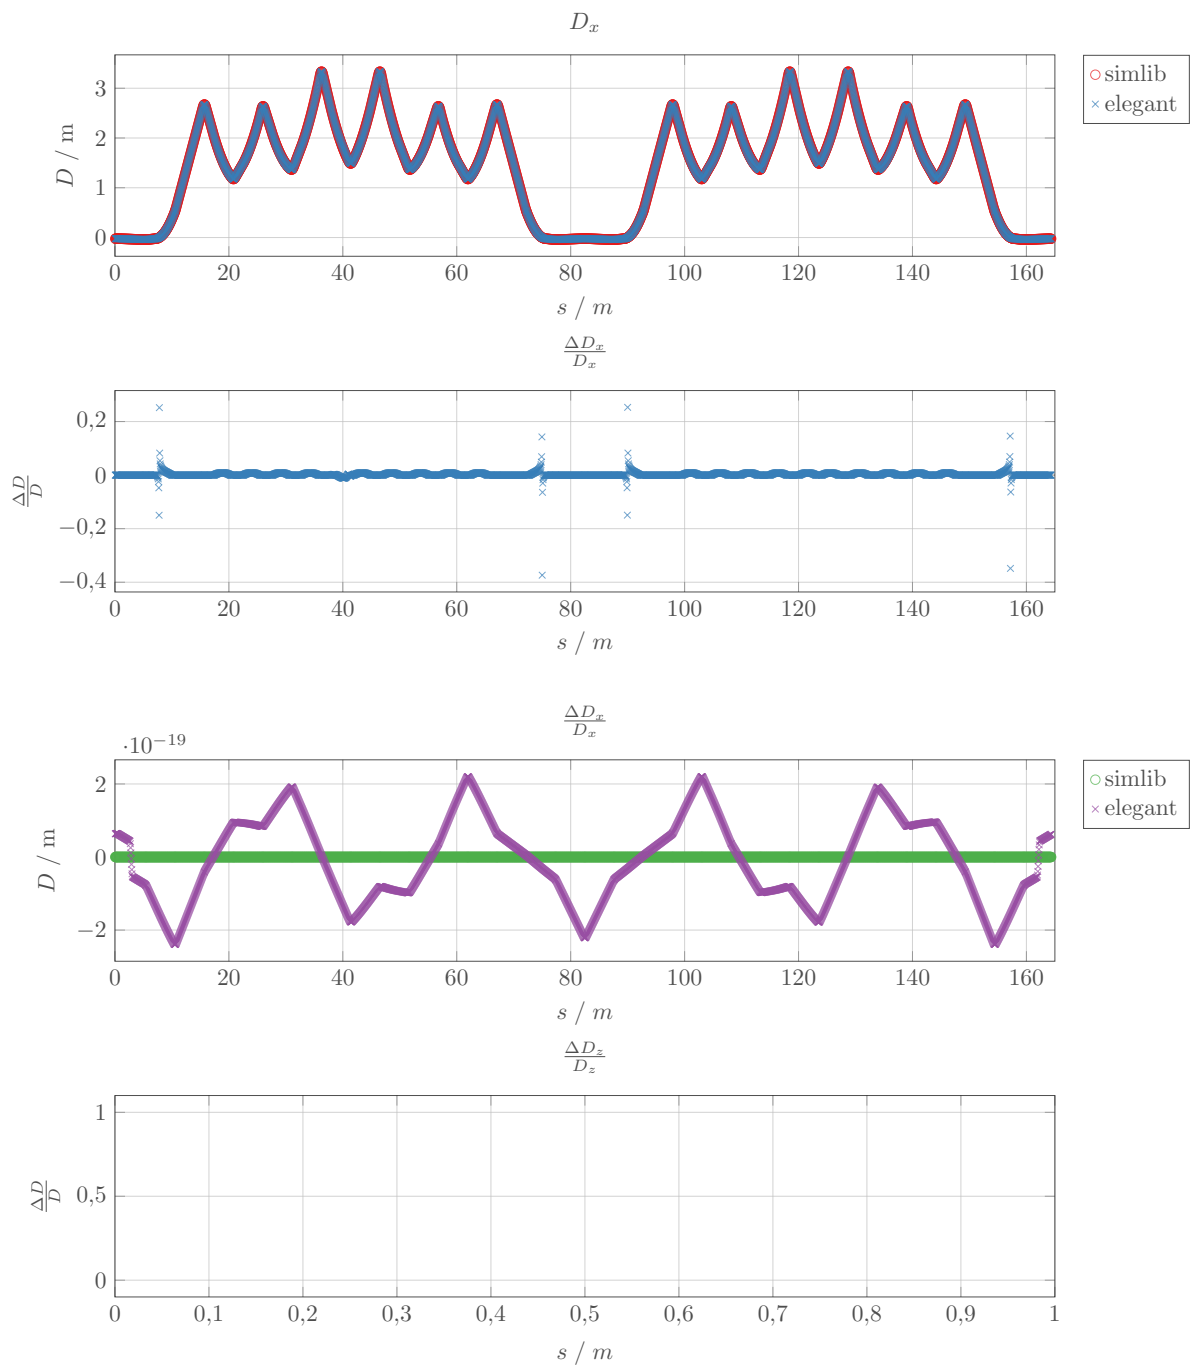 D_x
3
2
1
0
D / m
0 20 40 60 80 100 120 140 160
s / m
simlib
elegant
ΔD_x / D_x
0,2
0
−0,2
−0,4
ΔD / D
0 20 40 60 80 100 120 140 160
s / m
ΔD_x / D_x
·10^−19
2
0
−2
D / m
0 20 40 60 80 100 120 140 160
s / m
simlib
elegant
ΔD_z / D_z
1
0,5
0
ΔD / D
0 0,1 0,2 0,3 0,4 0,5 0,6 0,7 0,8 0,9 1
s / m